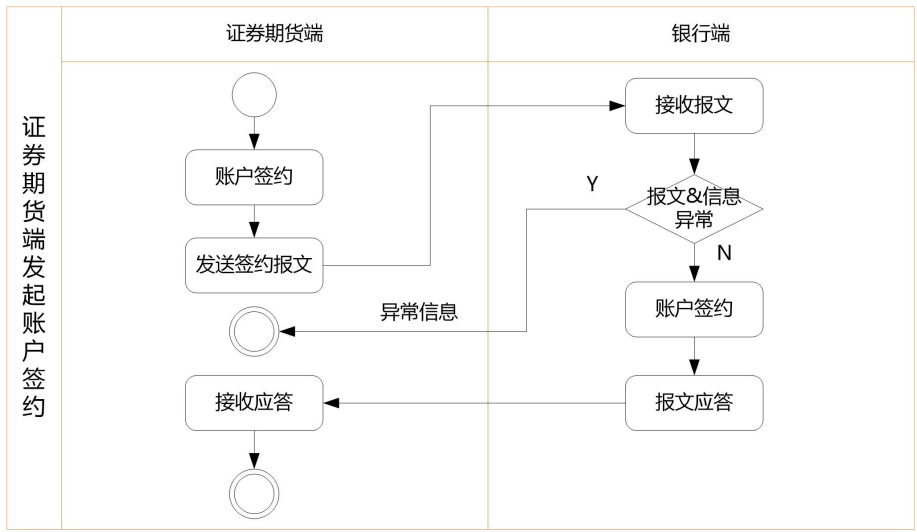 证券期货端
银行端
证券期货端发起账户签约
账户签约
发送签约报文
接收报文
Y
报文&信息
异常
N
异常信息
账户签约
接收应答
报文应答